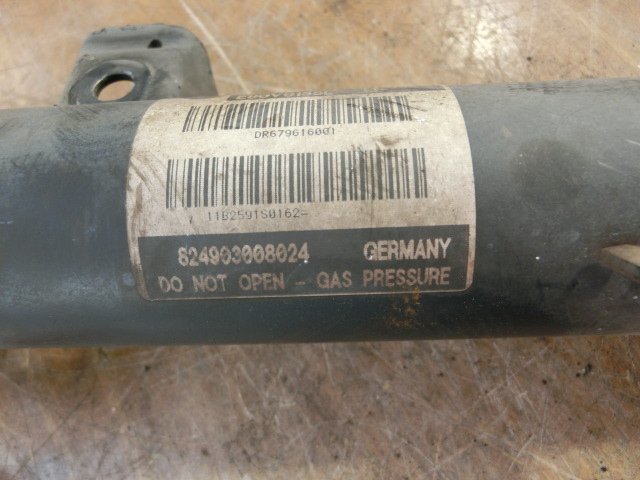 DR679616001
11B2591S0162-
824903008024 GERMANY
DO NOT OPEN - GAS PRESSURE